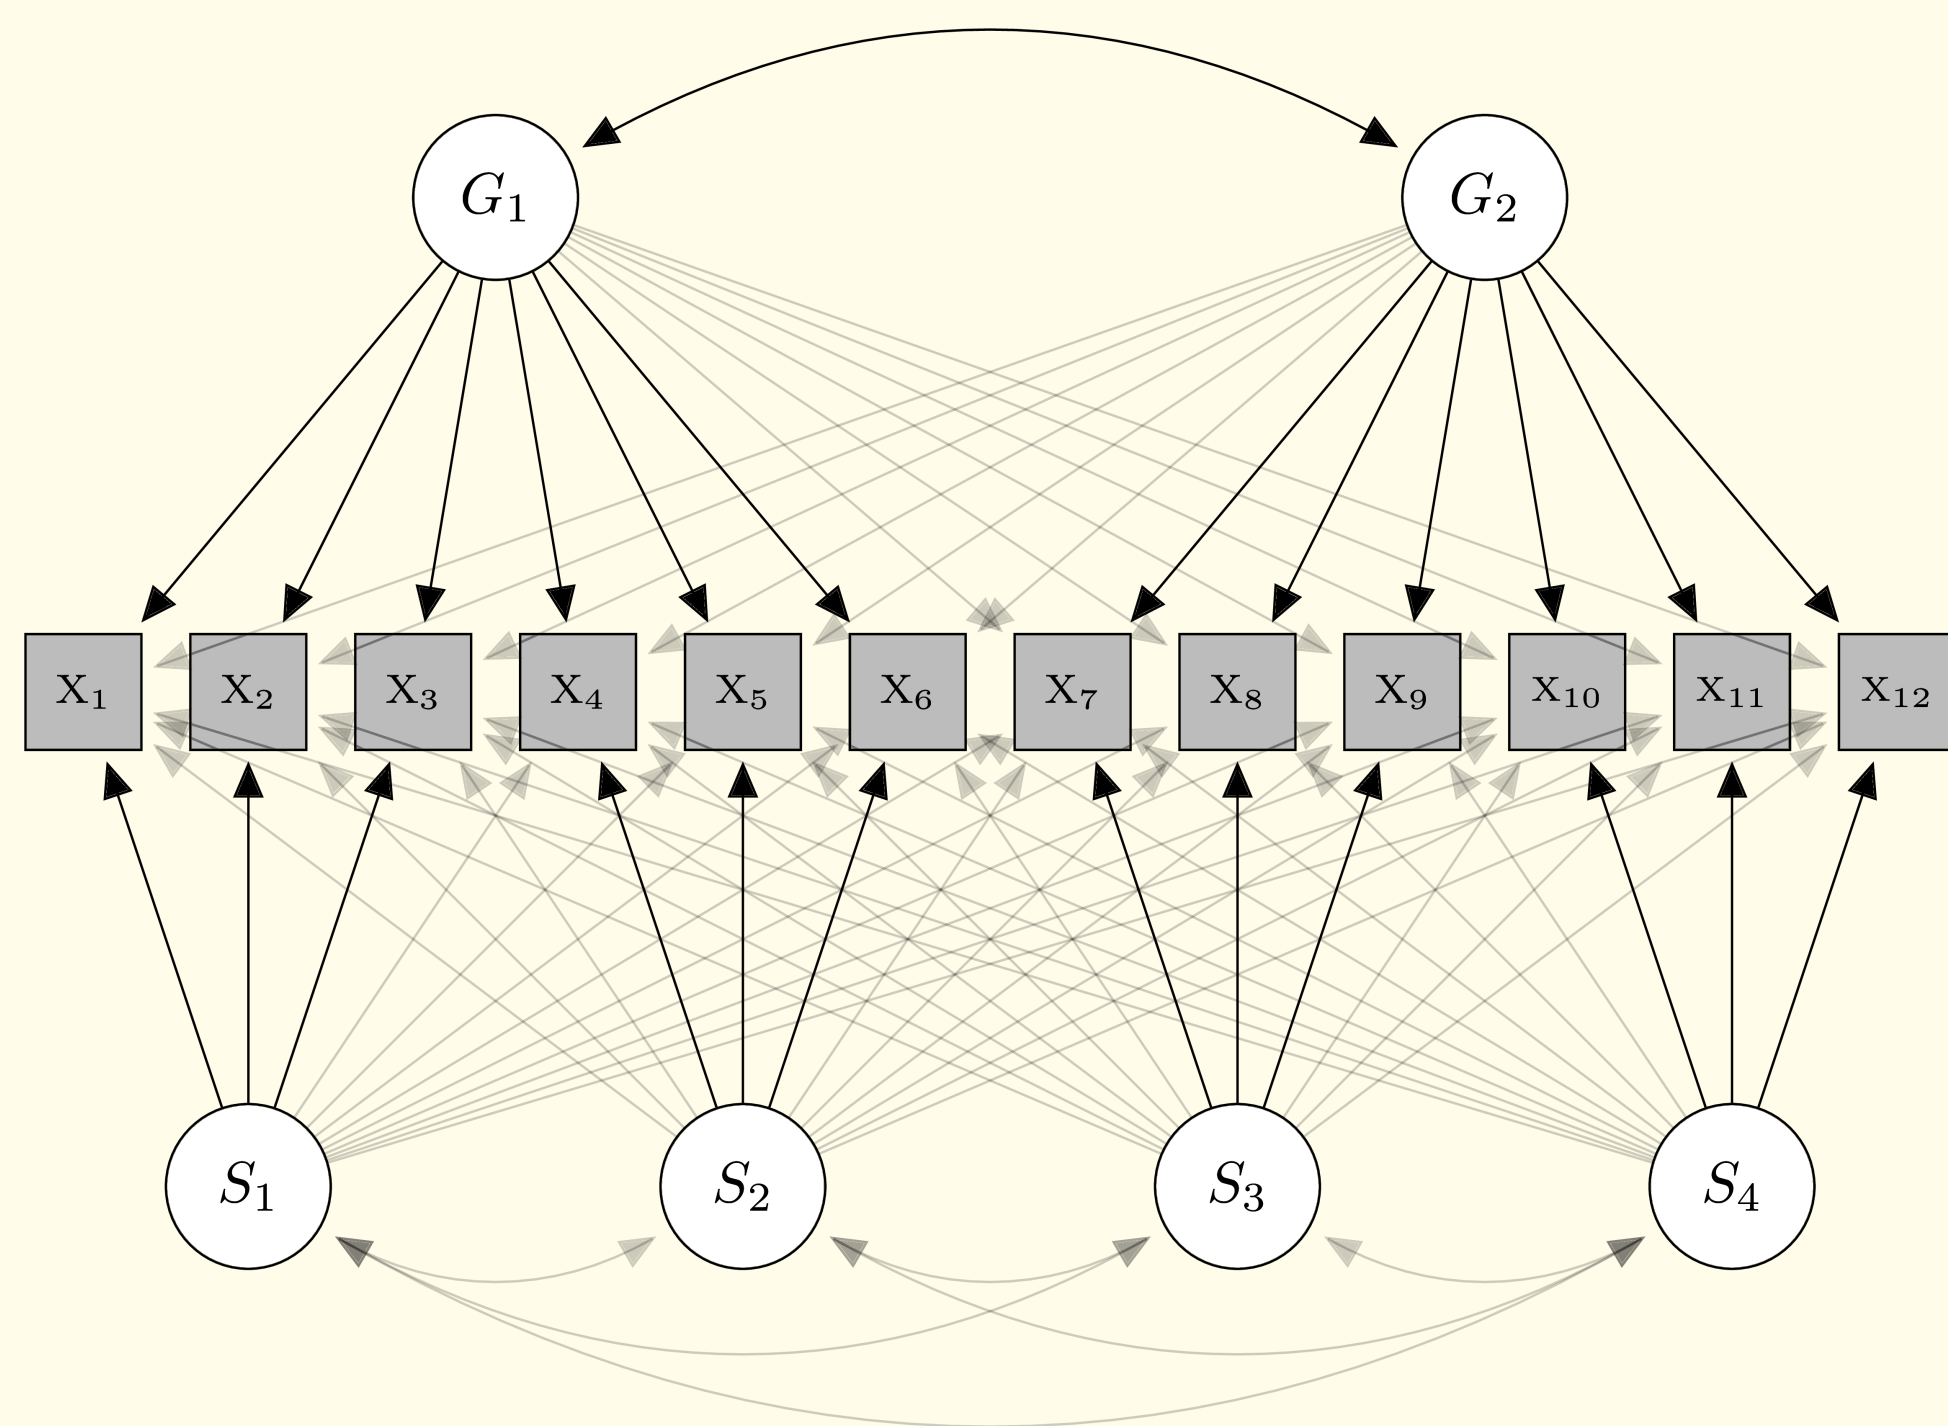 G₁ G₂
X₁ X₂ X₃ X₄ X₅ X₆ X₇ X₈ X₉ X₁₀ X₁₁ X₁₂
S₁ S₂ S₃ S₄